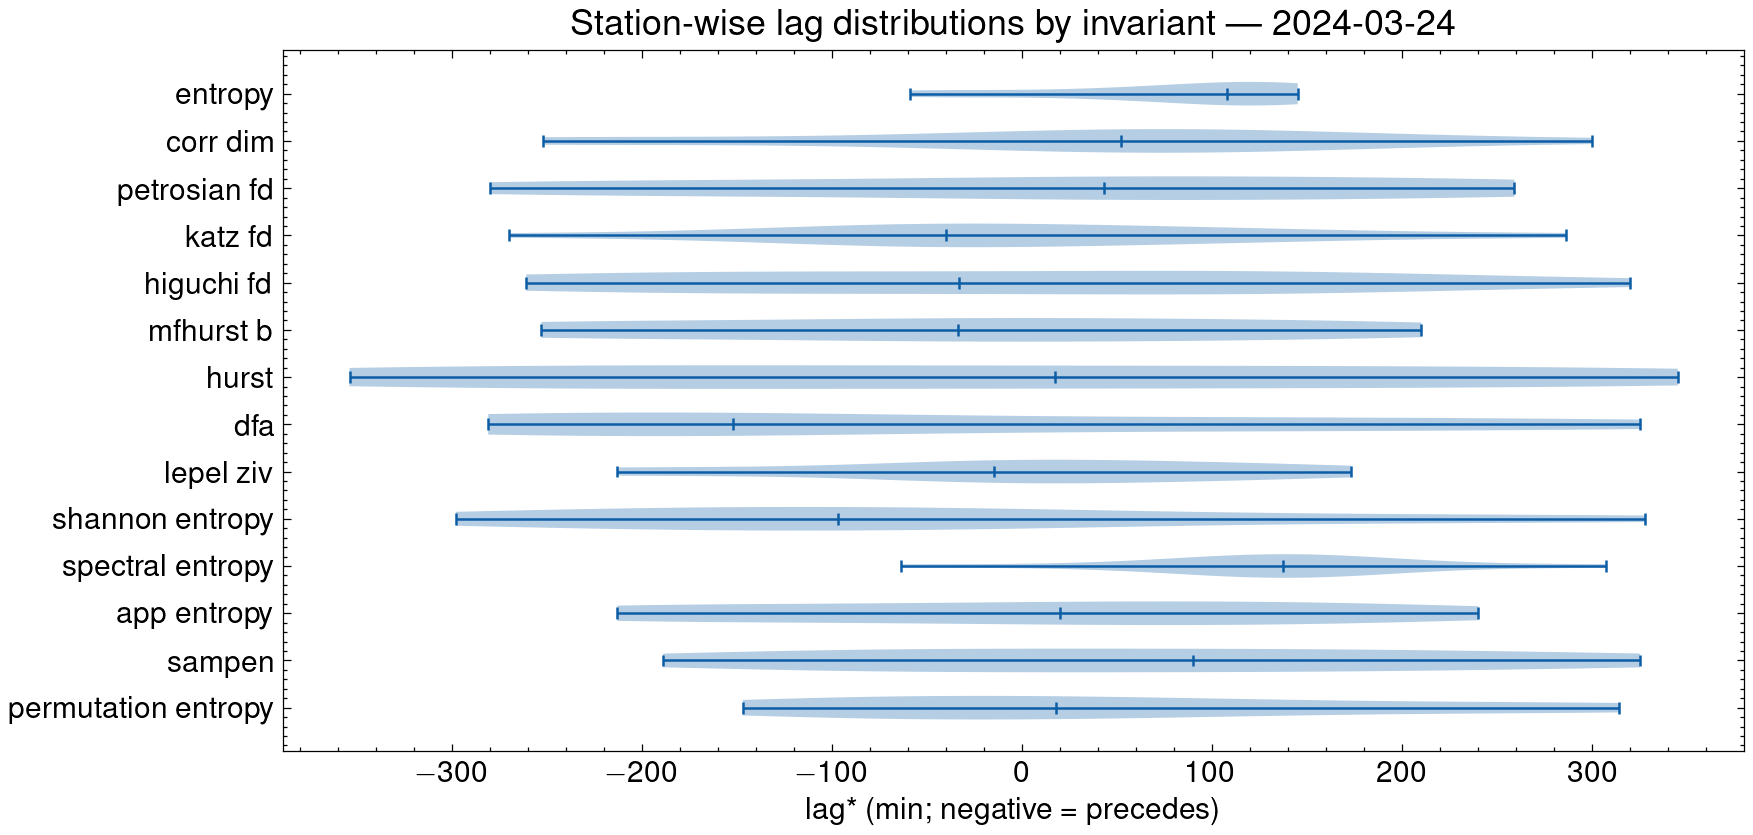 Station-wise lag distributions by invariant — 2024-03-24
entropy
corr dim
petrosian fd
katz fd
higuchi fd
mfhurst b
hurst
dfa
lepel ziv
shannon entropy
spectral entropy
app entropy
sampen
permutation entropy
−300 −200 −100 0 100 200 300
lag* (min; negative = precedes)